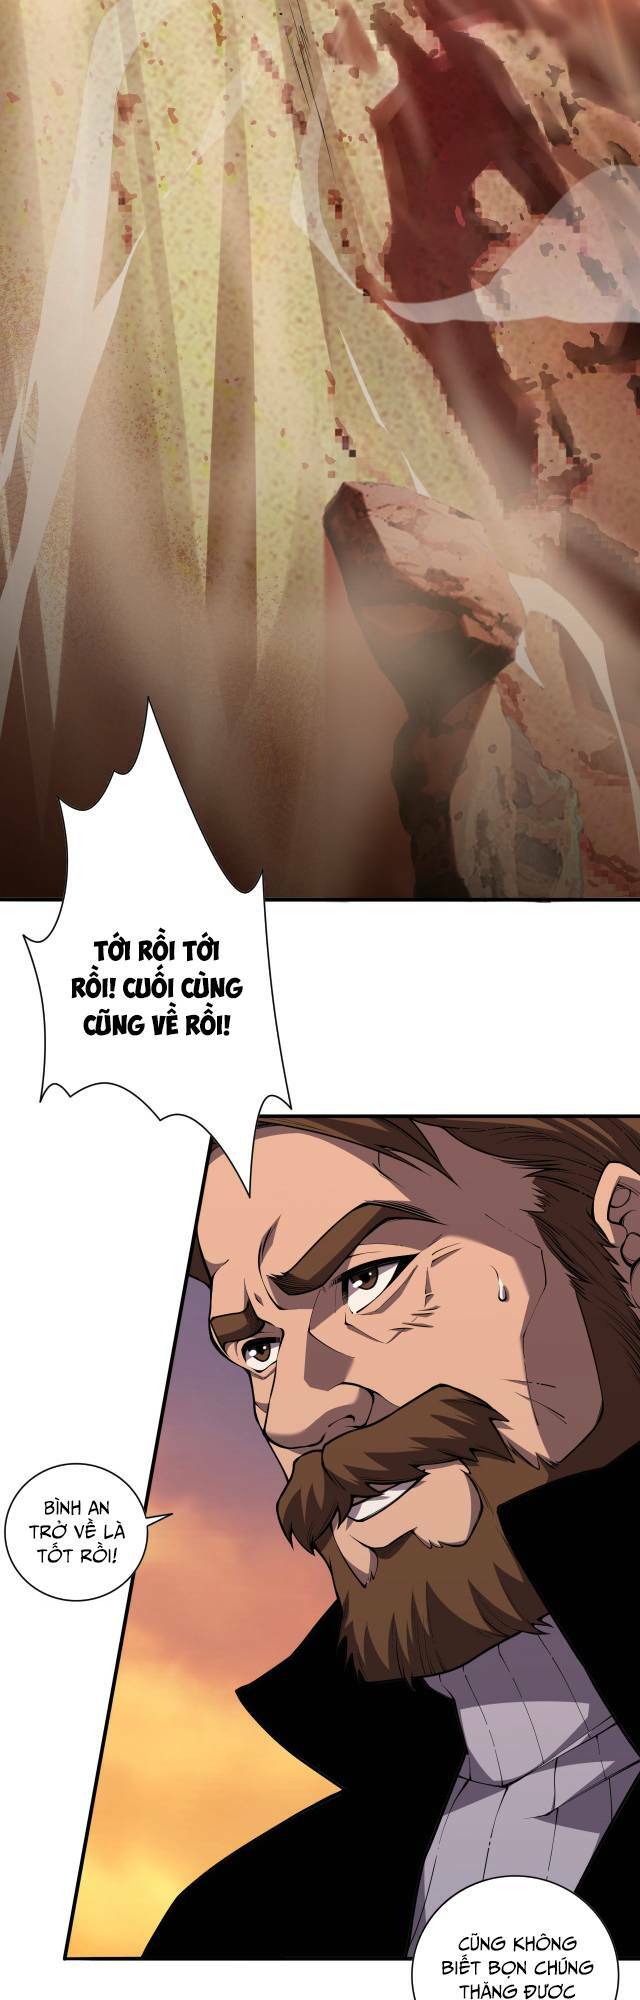 TỚI RỒI TỚI
RỒI! CUỐI CÙNG
CŨNG VỀ RỒI!
BÌNH AN
TRỞ VỀ LÀ
TỐT RỒI!
CŨNG KHÔNG
BIẾT BỌN CHÚNG
THĂNG ĐƯỢC